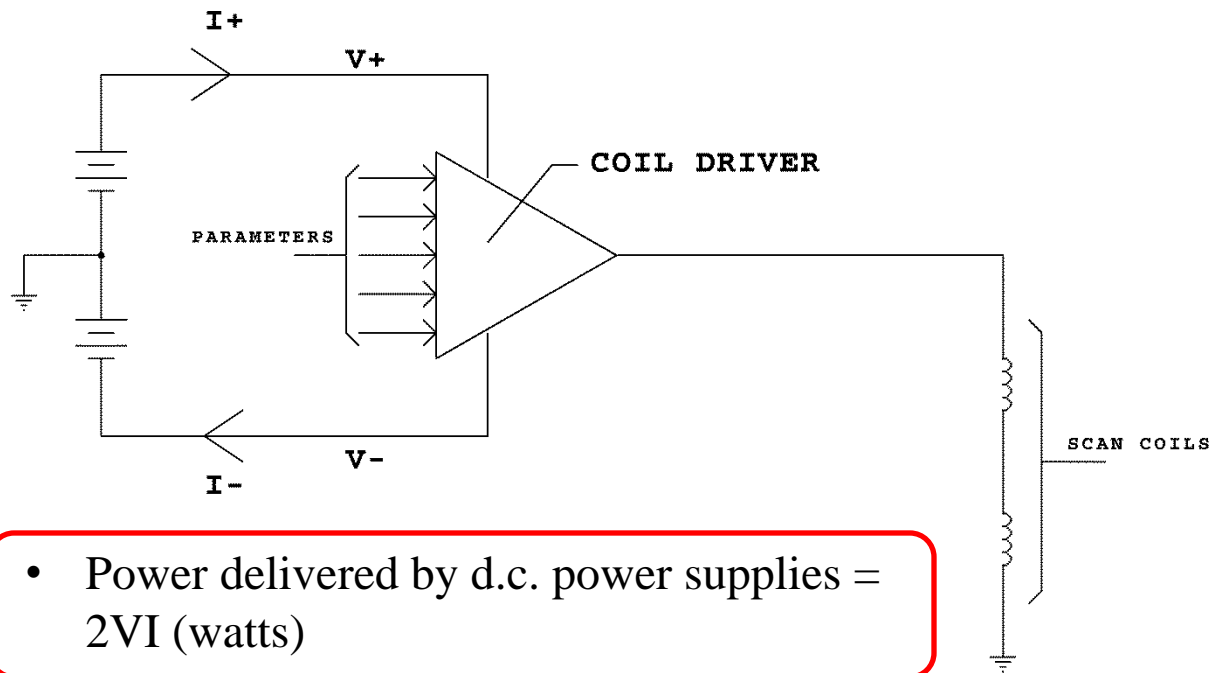 I+
V+
COIL DRIVER
PARAMETERS
SCAN COILS
V-
I-
• Power delivered by d.c. power supplies =
2VI (watts)